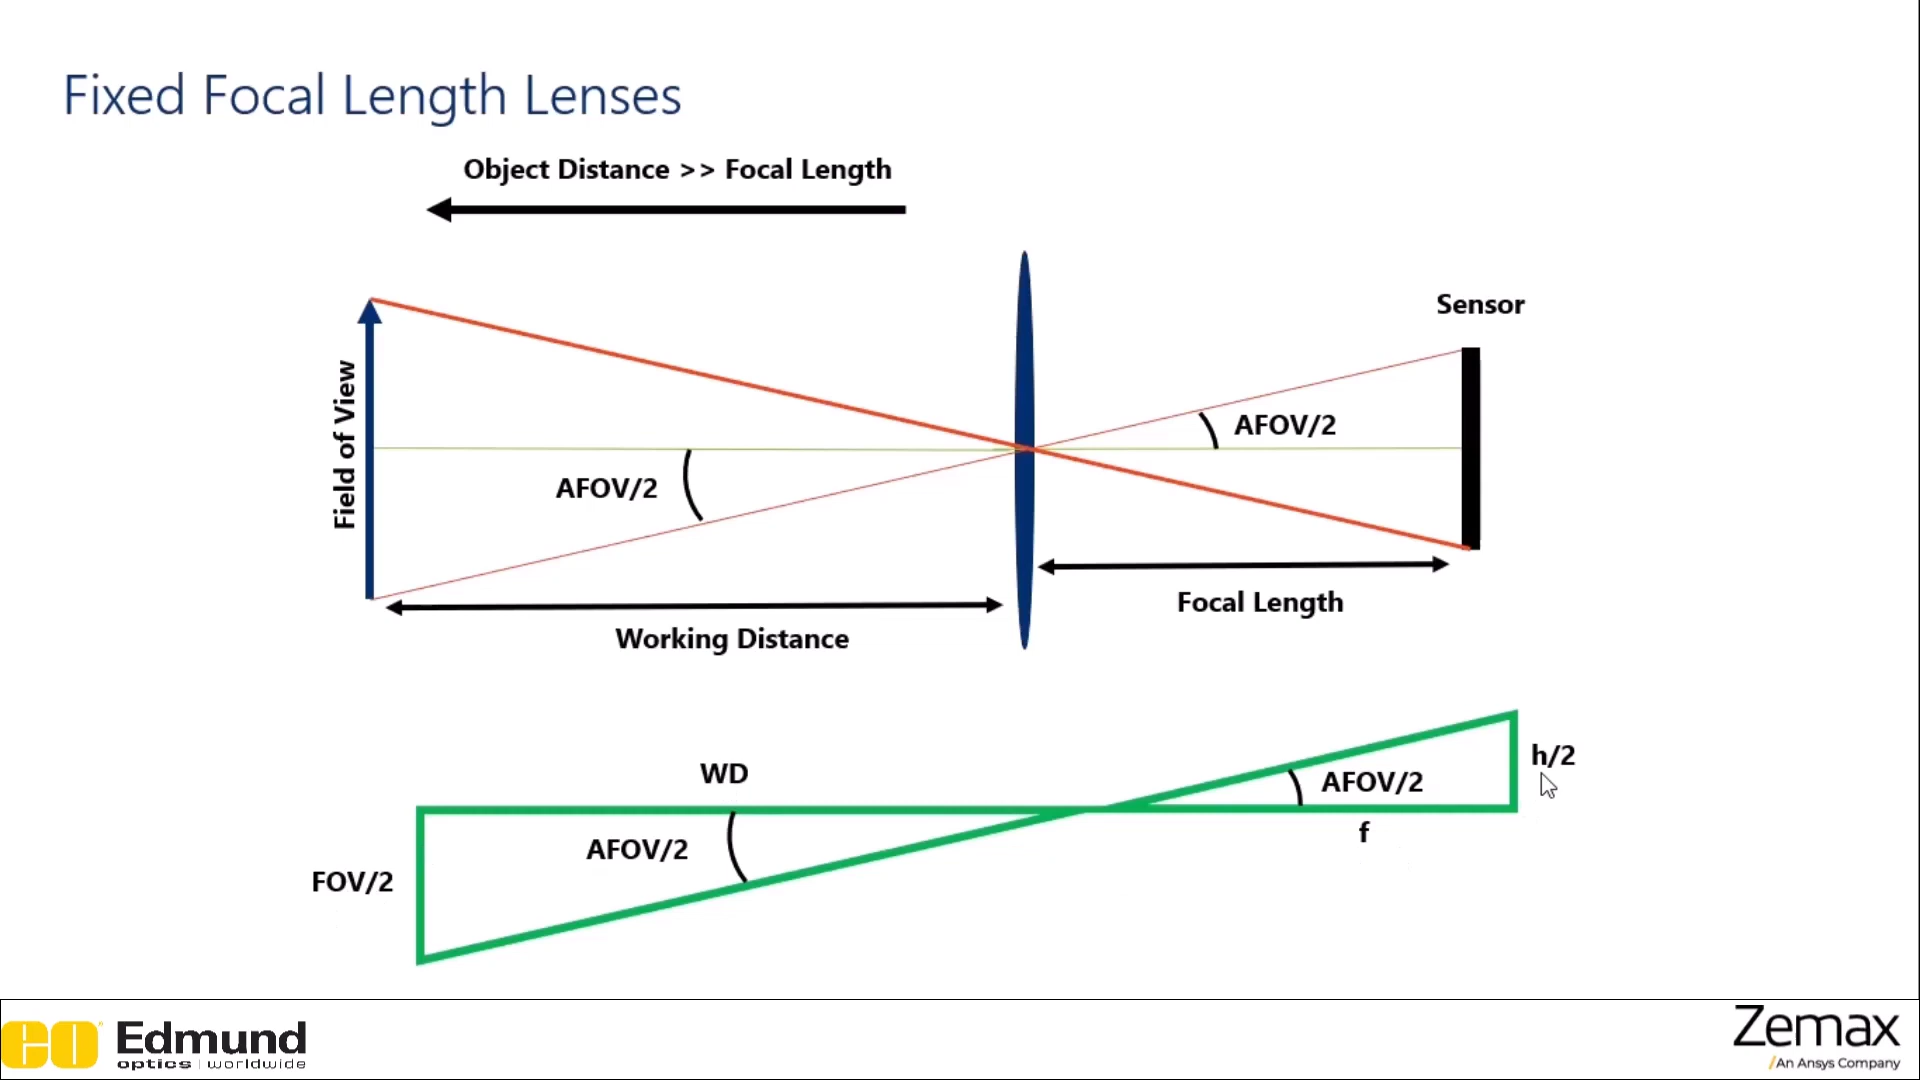 Fixed Focal Length Lenses
Object Distance >> Focal Length
Sensor
Field of View
AFOV/2
AFOV/2
Focal Length
Working Distance
WD
h/2
AFOV/2
f
AFOV/2
FOV/2
EO Edmund
optics | worldwide
Zemax
/An Ansys Company